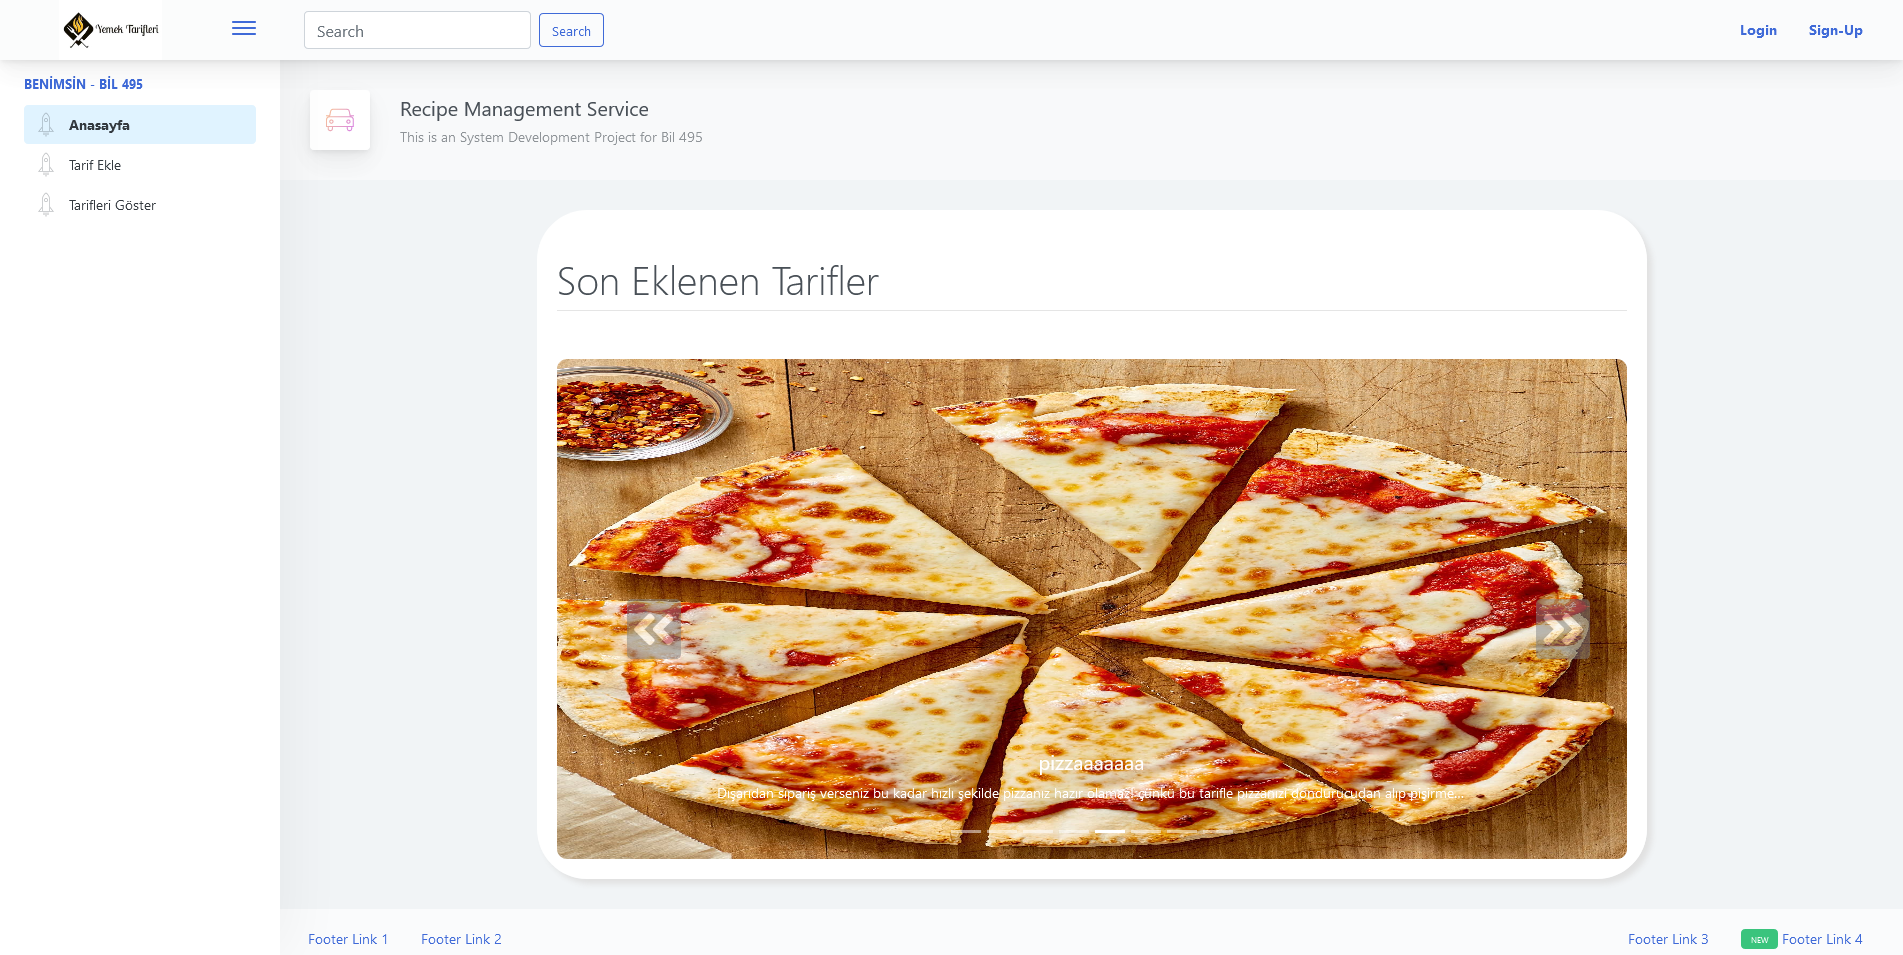 Yemek Tarifleri
Search
Search
Login
Sign-Up
BENİMSİN - BİL 495
Anasayfa
Tarif Ekle
Tarifleri Göster
Recipe Management Service
This is an System Development Project for Bil 495
Son Eklenen Tarifler
pizzaaaaaaa
Dışarıdan sipariş verseniz bu kadar hızlı şekilde pizzanız hazır olamaz! çünkü bu tarifle pizzanızı dondurucudan alıp pişirme...
Footer Link 1
Footer Link 2
Footer Link 3
NEW
Footer Link 4